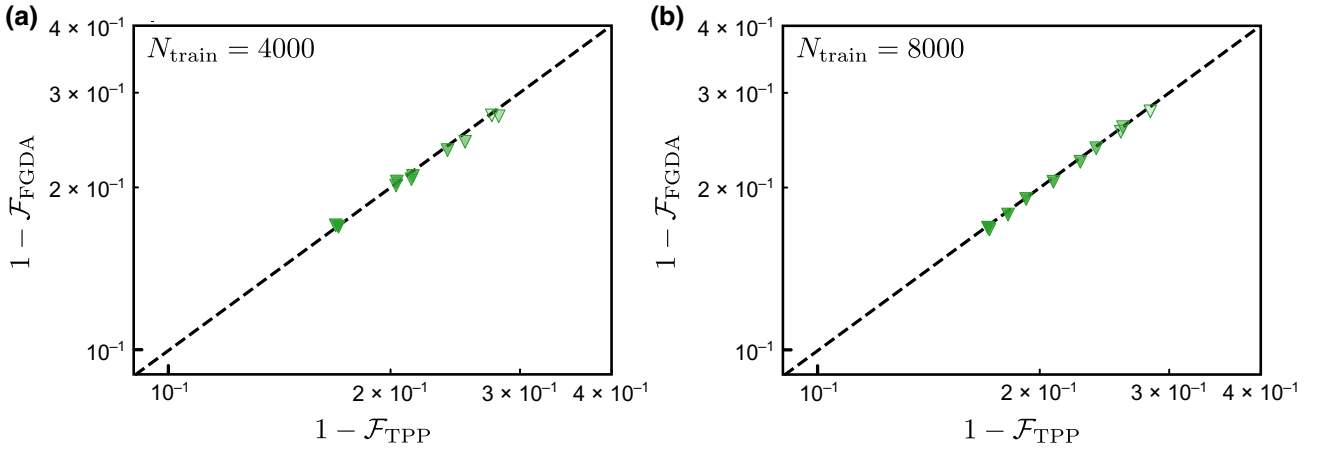 (a)
N_train = 4000
4 × 10⁻¹
3 × 10⁻¹
2 × 10⁻¹
10⁻¹
1 − ℱ_FGDA
10⁻¹ 2 × 10⁻¹ 3 × 10⁻¹ 4 × 10⁻¹
1 − ℱ_TPP
(b)
N_train = 8000
4 × 10⁻¹
3 × 10⁻¹
2 × 10⁻¹
10⁻¹
1 − ℱ_FGDA
10⁻¹ 2 × 10⁻¹ 3 × 10⁻¹ 4 × 10⁻¹
1 − ℱ_TPP